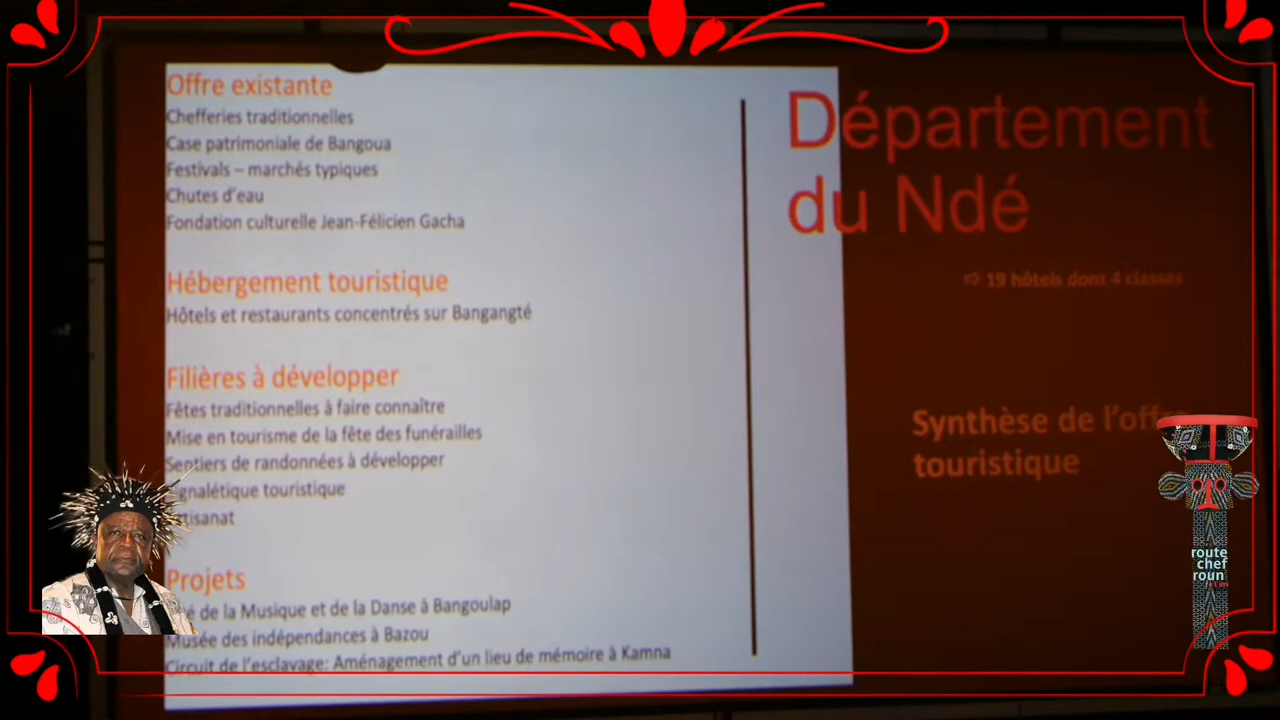 Offre existante
Chefferies traditionnelles
Case patrimoniale de Bangoua
Festivals – marchés typiques
Chutes d'eau
Fondation culturelle Jean-Félicien Gacha
Hébergement touristique
Hôtels et restaurants concentrés sur Bangangté
Filières à développer
Fêtes traditionnelles à faire connaître
Mise en tourisme de la fête des funérailles
Sentiers de randonnées à développer
ignalétique touristique
tisanat
Projets
é de la Musique et de la Danse à Bangoulap
Musée des indépendances à Bazou
Circuit de l'esclavage: Aménagement d'un lieu de mémoire à Kamna
Département
du Ndé
⇨ 19 hôtels dont 4 classés
Synthèse de l'off
touristique
route
chef
roun